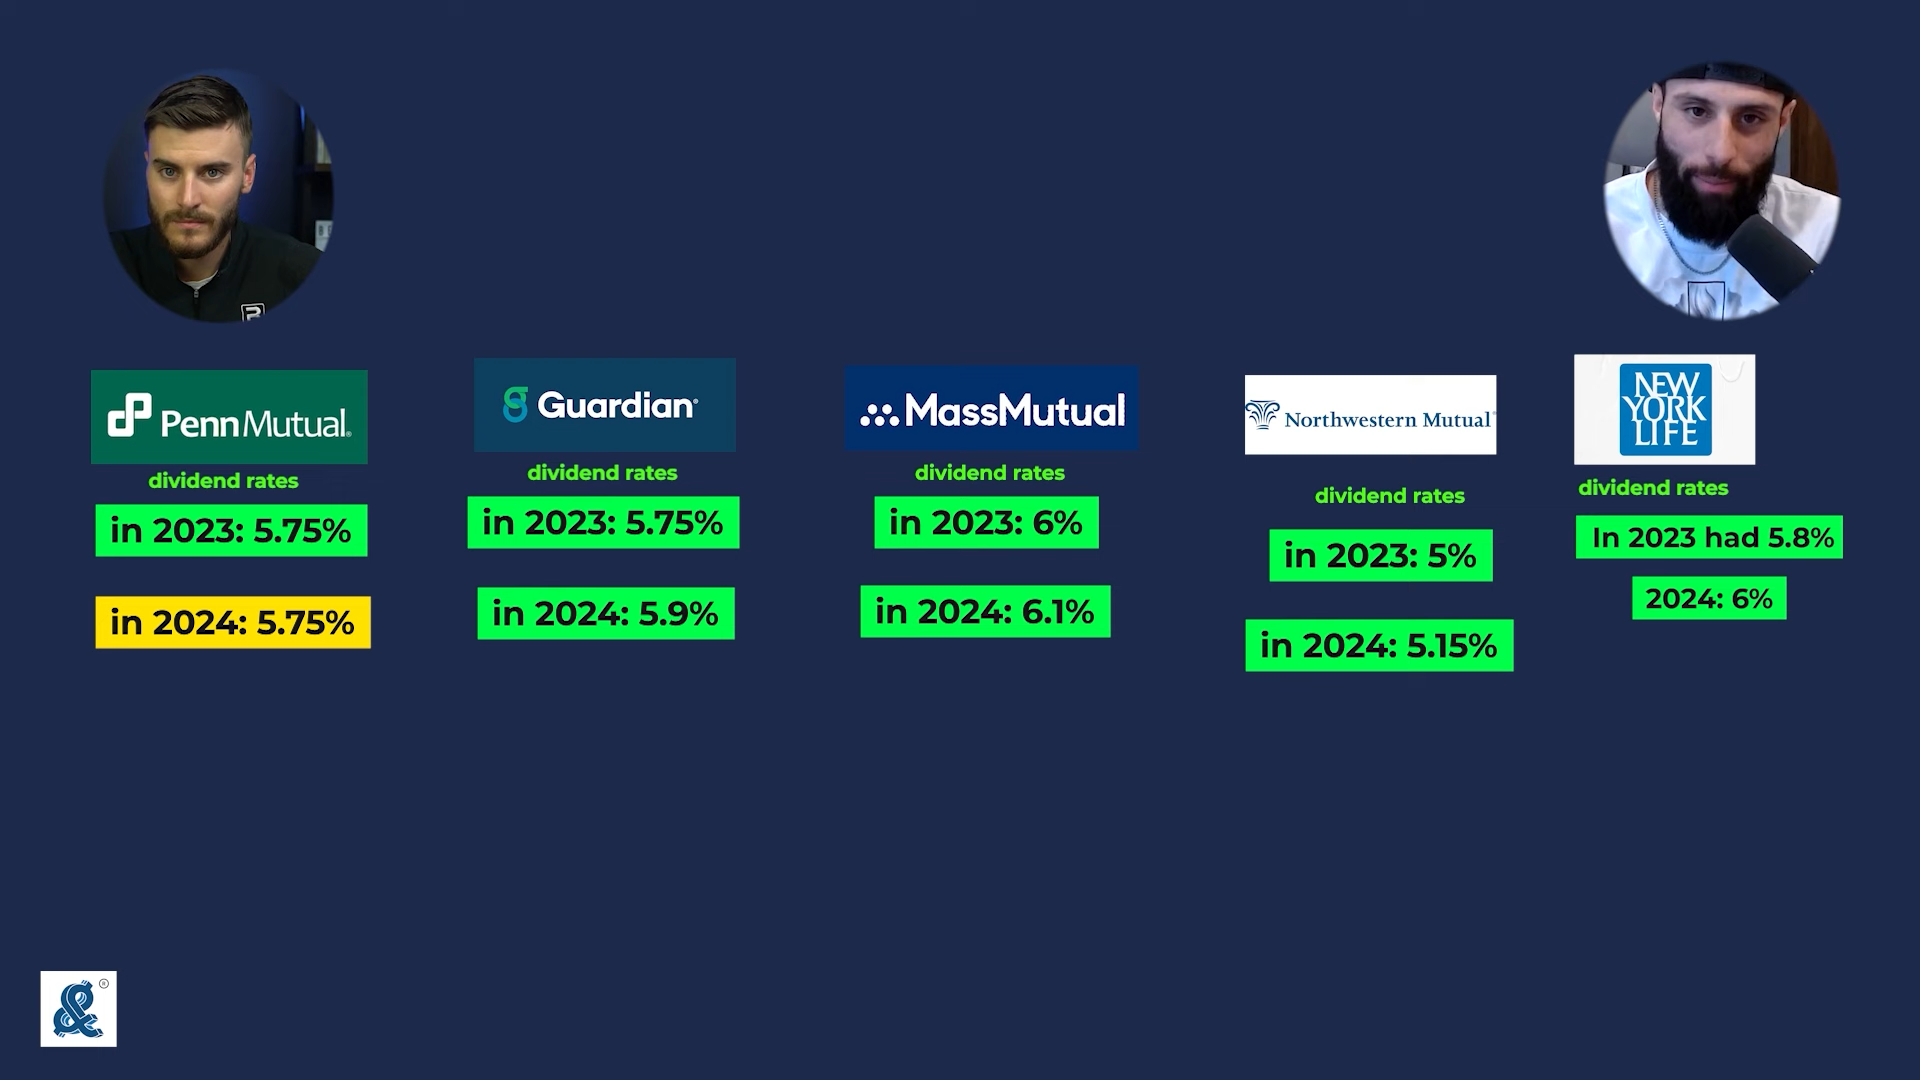 PennMutual®
dividend rates
in 2023: 5.75%
in 2024: 5.75%
Guardian®
dividend rates
in 2023: 5.75%
in 2024: 5.9%
MassMutual
dividend rates
in 2023: 6%
in 2024: 6.1%
Northwestern Mutual®
dividend rates
in 2023: 5%
in 2024: 5.15%
NEW
YORK
LIFE
dividend rates
In 2023 had 5.8%
2024: 6%
&®